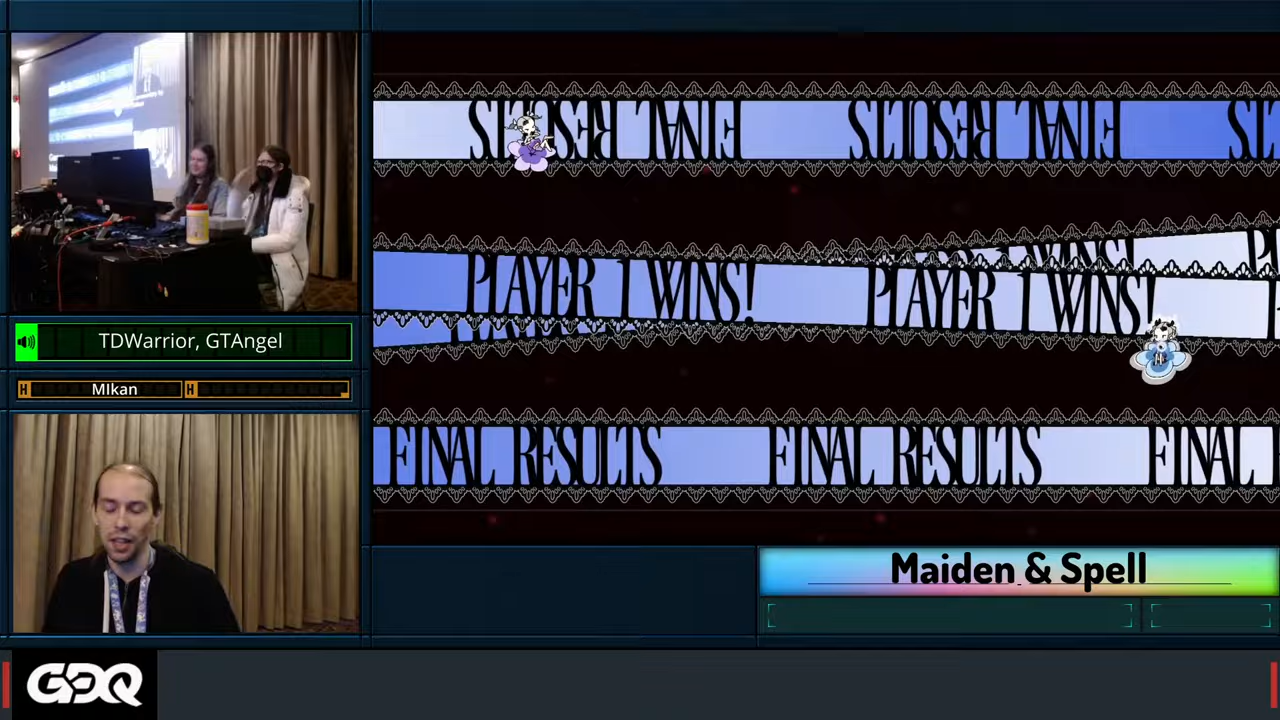 FINAL RESULTS FINAL RESULTS
PLAYER 1 WINS! PLAYER 1 WINS!
FINAL RESULTS FINAL RESULTS FINAL
TDWarrior, GTAngel
H MIkan H
Maiden & Spell
GDQ